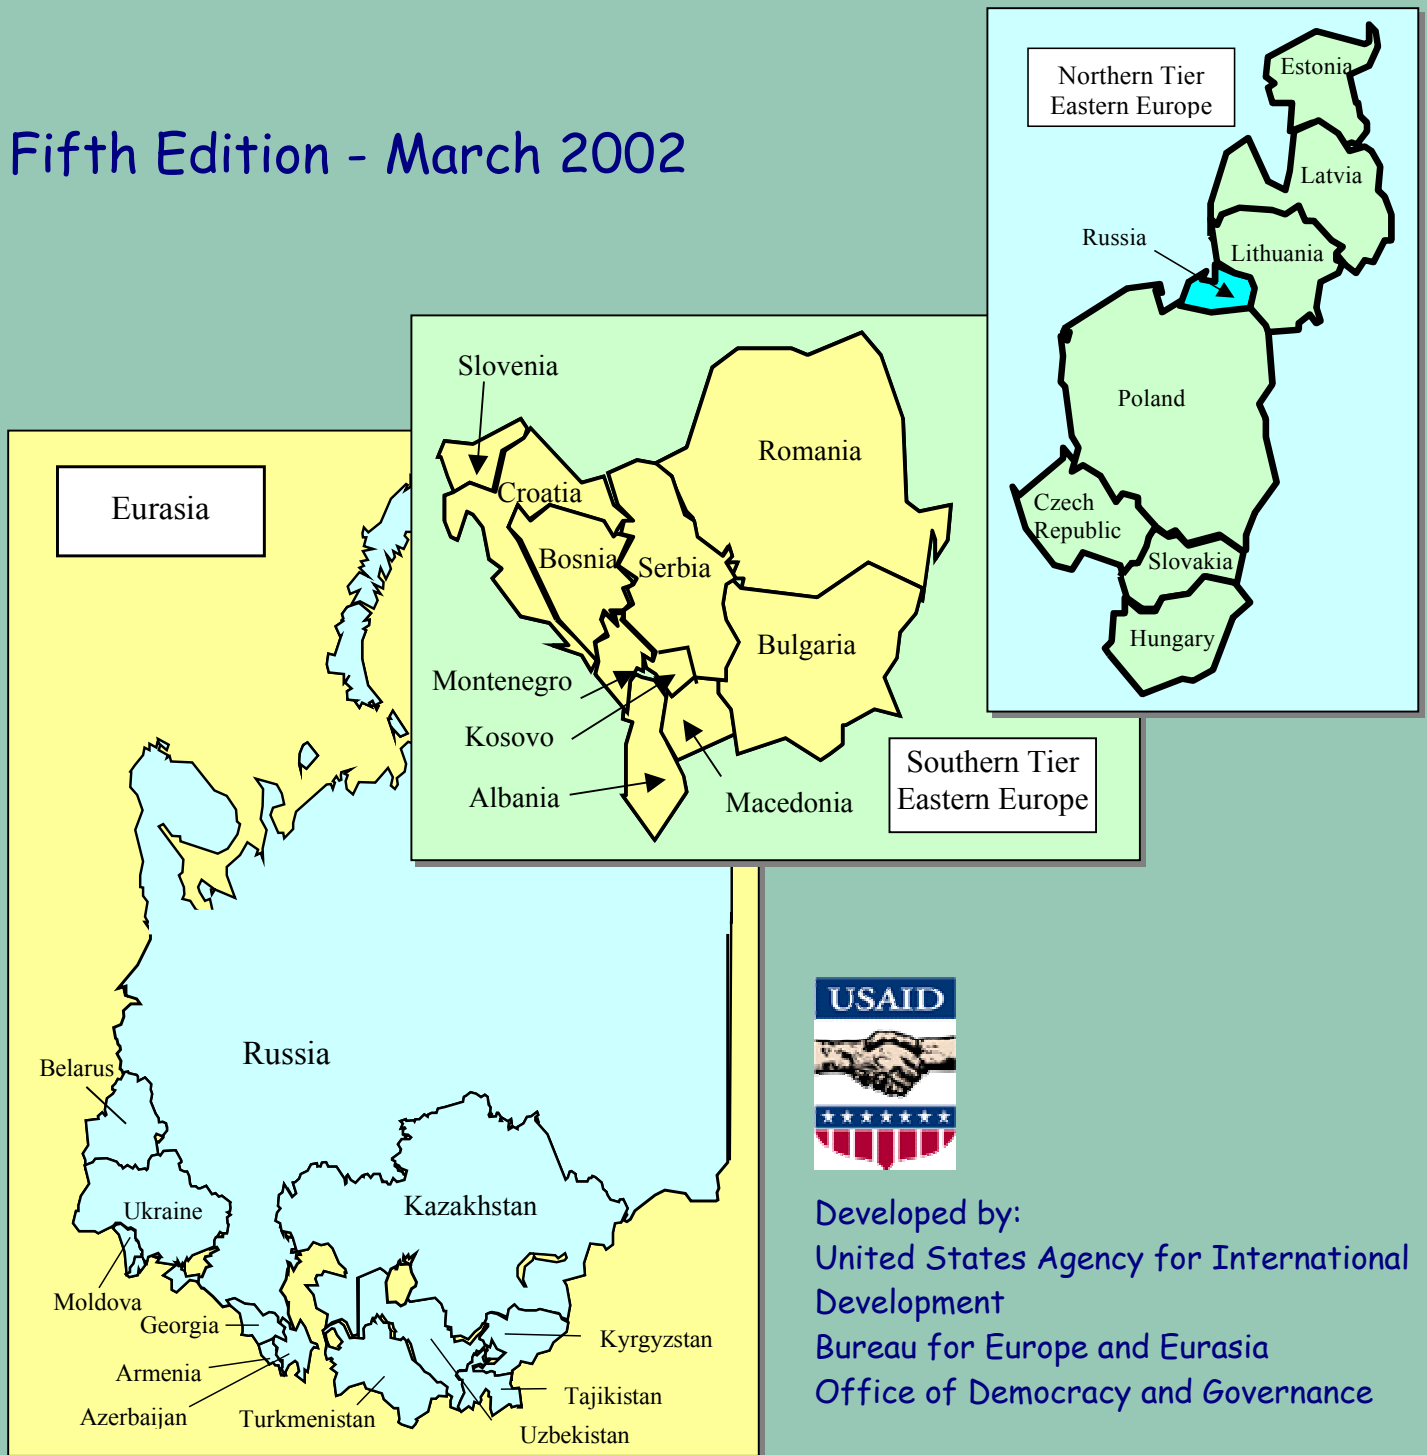 Fifth Edition - March 2002
Northern Tier
Eastern Europe
Estonia
Latvia
Russia
Lithuania
Poland
Czech
Republic
Slovakia
Hungary
Slovenia
Romania
Croatia
Bosnia
Serbia
Bulgaria
Montenegro
Kosovo
Albania
Macedonia
Southern Tier
Eastern Europe
Eurasia
Russia
Belarus
Ukraine
Kazakhstan
Moldova
Georgia
Armenia
Azerbaijan
Turkmenistan
Kyrgyzstan
Tajikistan
Uzbekistan
USAID
Developed by:
United States Agency for International
Development
Bureau for Europe and Eurasia
Office of Democracy and Governance